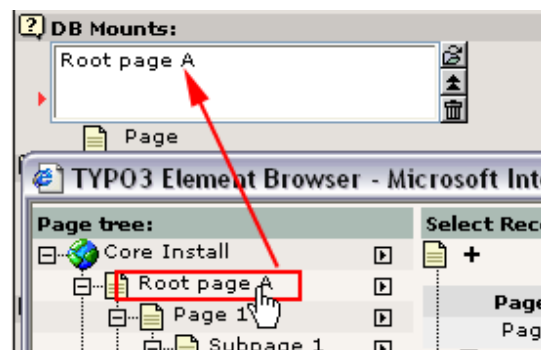 ? DB Mounts:
Root page A
Page
TYPO3 Element Browser - Microsoft Int
Page tree:
Select Reco
Core Install
+
Root page A
Page
Page 1
Pag
Subpage 1